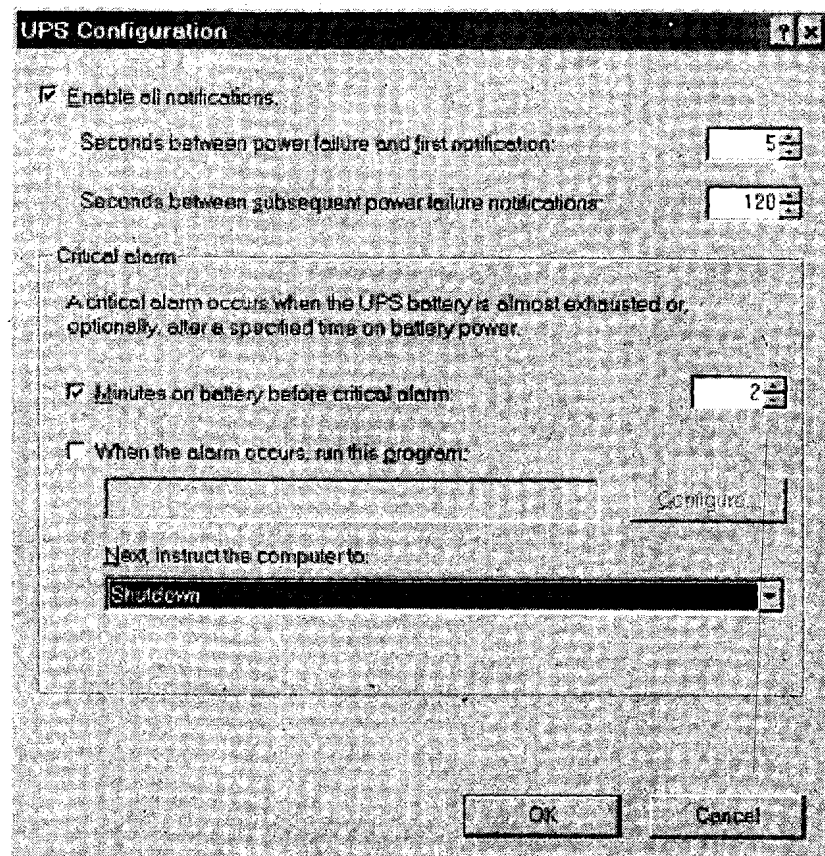 UPS Configuration
Enable all notifications.
Seconds between power failure and first notification: 5
Seconds between subsequent power failure notifications: 120
Critical alarm
A critical alarm occurs when the UPS battery is almost exhausted or,
optionally, after a specified time on battery power.
Minutes on battery before critical alarm: 2
When the alarm occurs, run this program:
Configure...
Next, instruct the computer to:
Shutdown
OK Cancel